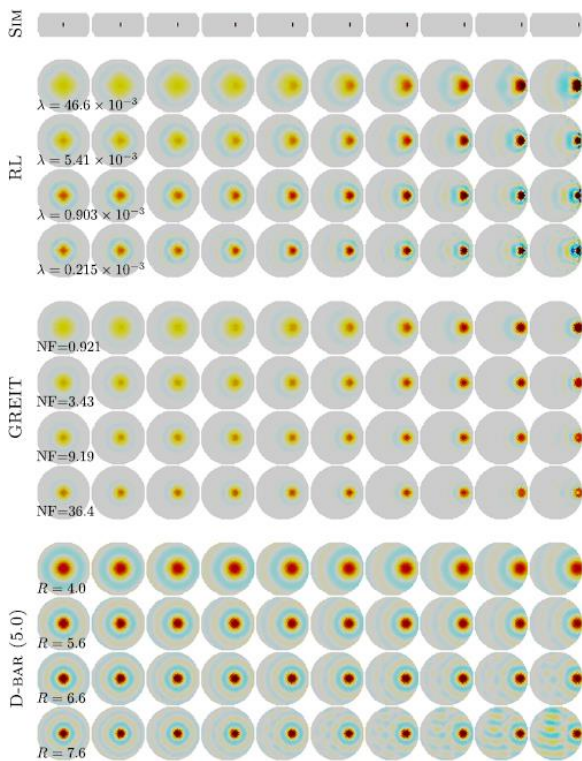 SIM
RL
λ = 46.6 × 10⁻³
λ = 5.41 × 10⁻³
λ = 0.903 × 10⁻³
λ = 0.215 × 10⁻³
GREIT
NF=0.921
NF=3.43
NF=9.19
NF=36.4
D-BAR (5.0)
R = 4.0
R = 5.6
R = 6.6
R = 7.6